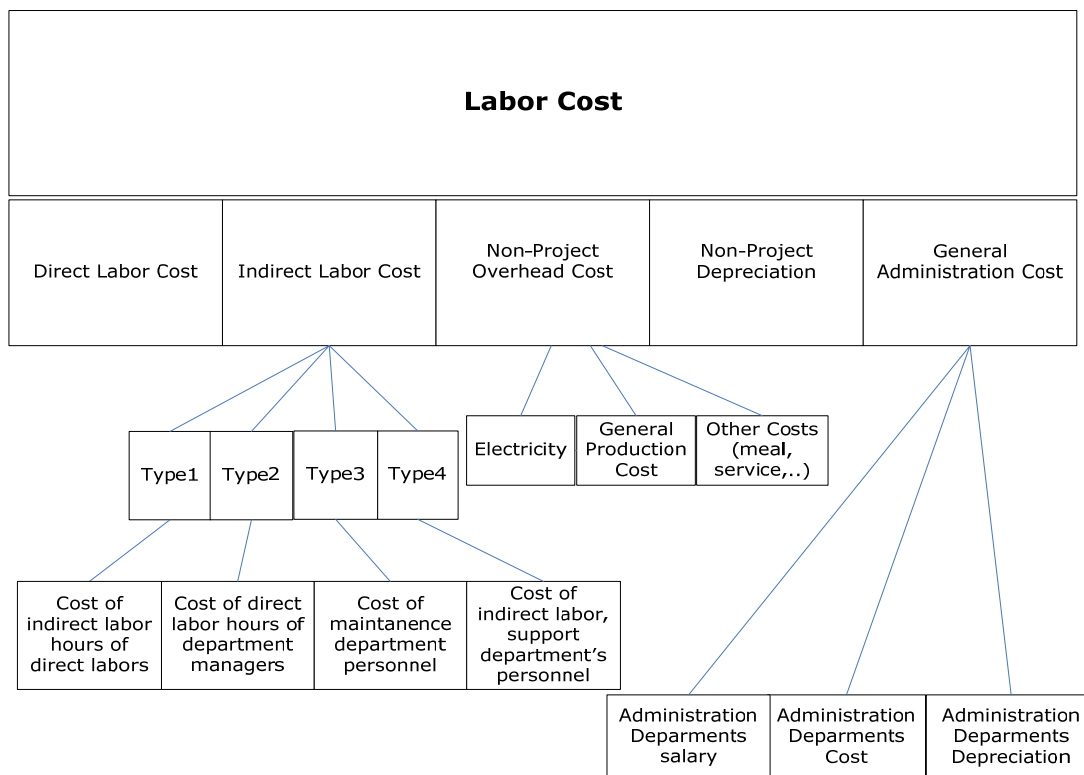 Labor Cost
Direct Labor Cost
Indirect Labor Cost
Non-Project
Overhead Cost
Non-Project
Depreciation
General
Administration Cost
Electricity
General
Production
Cost
Other Costs
(meal,
service,..)
Type1
Type2
Type3
Type4
Cost of
indirect labor
hours of
direct labors
Cost of direct
labor hours of
department
managers
Cost of
maintanence
department
personnel
Cost of
indirect labor,
support
department's
personnel
Administration
Deparments
salary
Administration
Deparments
Cost
Administration
Deparments
Depreciation